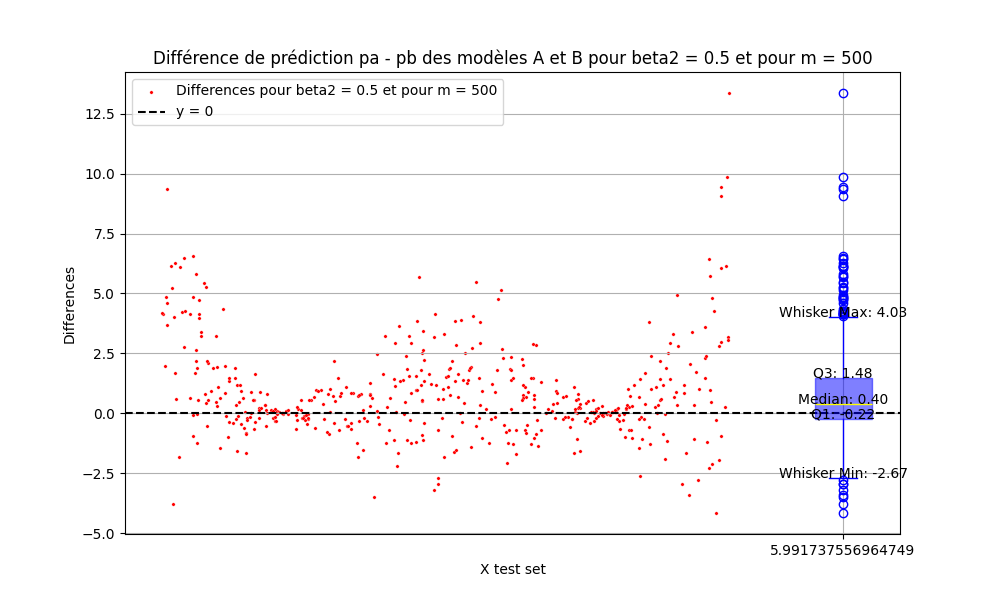 Différence de prédiction pa - pb des modèles A et B pour beta2 = 0.5 et pour m = 500
Differences pour beta2 = 0.5 et pour m = 500
y = 0
12.5
10.0
7.5
5.0
2.5
0.0
−2.5
−5.0
Differences
Whisker Max: 4.03
Q3: 1.48
Median: 0.40
Q1: -0.22
Whisker Min: -2.67
5.991737556964749
X test set